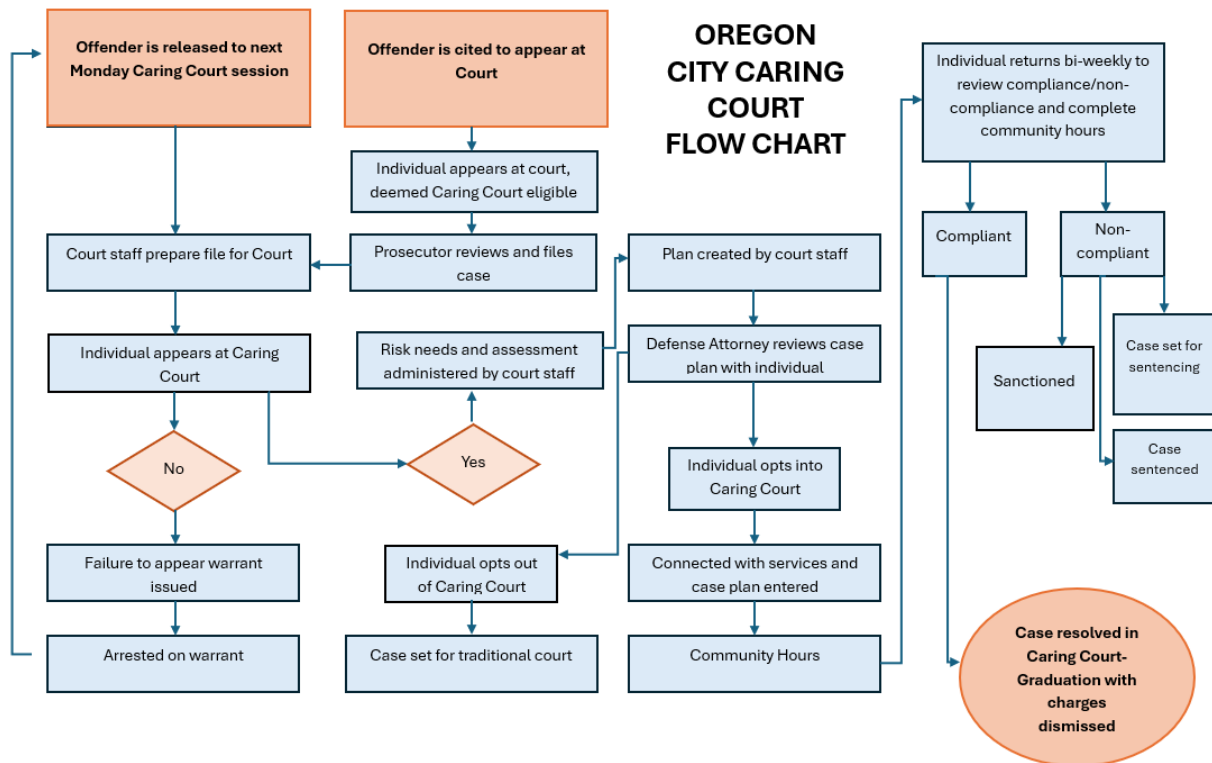 Offender is released to next
Monday Caring Court session
Offender is cited to appear at
Court
OREGON
CITY CARING
COURT
FLOW CHART
Individual returns bi-weekly to
review compliance/non-
compliance and complete
community hours
Individual appears at court,
deemed Caring Court eligible
Compliant
Non-
compliant
Court staff prepare file for Court
Prosecutor reviews and files
case
Plan created by court staff
Individual appears at Caring
Court
Risk needs and assessment
administered by court staff
Defense Attorney reviews case
plan with individual
Sanctioned
Case set for
sentencing
No
Yes
Individual opts into
Caring Court
Case
sentenced
Failure to appear warrant
issued
Individual opts out
of Caring Court
Connected with services and
case plan entered
Arrested on warrant
Case set for traditional court
Community Hours
Case resolved in
Caring Court-
Graduation with
charges
dismissed